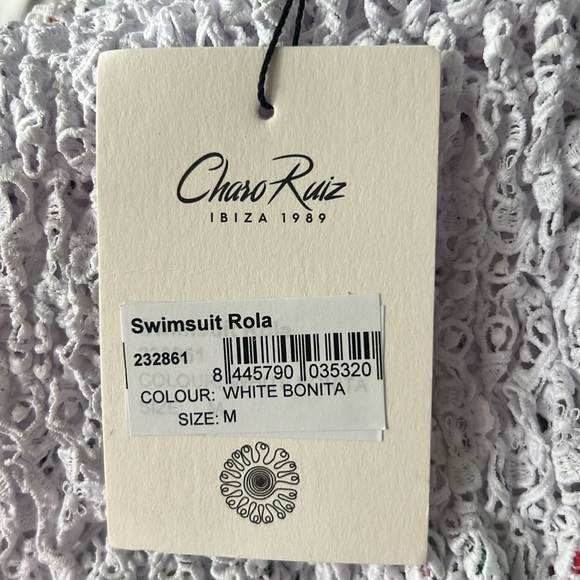 Charo Ruiz
IBIZA 1989
Swimsuit Rola
232861
8 445790 035320
COLOUR: WHITE BONITA
SIZE: M